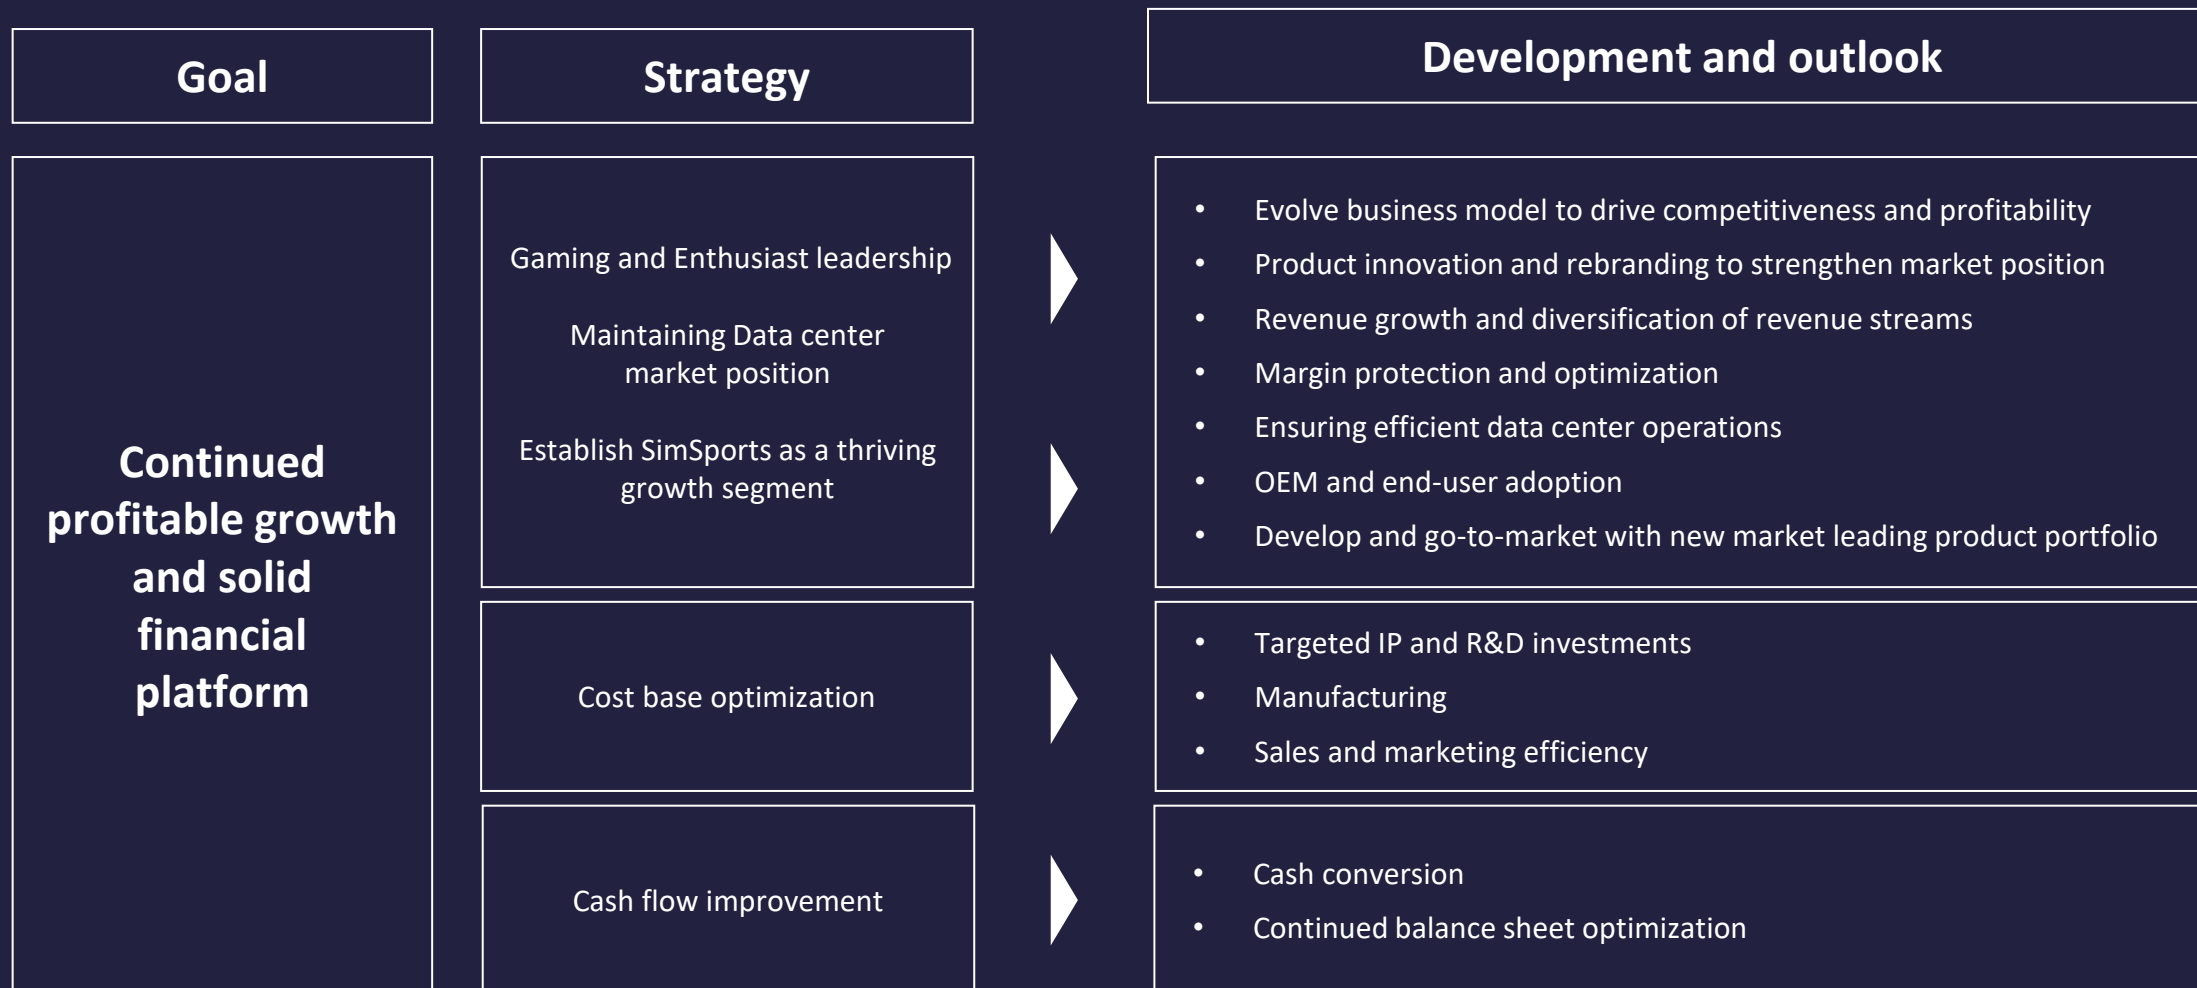 Goal
Strategy
Development and outlook
Continued
profitable growth
and solid
financial
platform
Gaming and Enthusiast leadership
Maintaining Data center
market position
Establish SimSports as a thriving
growth segment
• Evolve business model to drive competitiveness and profitability
• Product innovation and rebranding to strengthen market position
• Revenue growth and diversification of revenue streams
• Margin protection and optimization
• Ensuring efficient data center operations
• OEM and end-user adoption
• Develop and go-to-market with new market leading product portfolio
Cost base optimization
• Targeted IP and R&D investments
• Manufacturing
• Sales and marketing efficiency
Cash flow improvement
• Cash conversion
• Continued balance sheet optimization